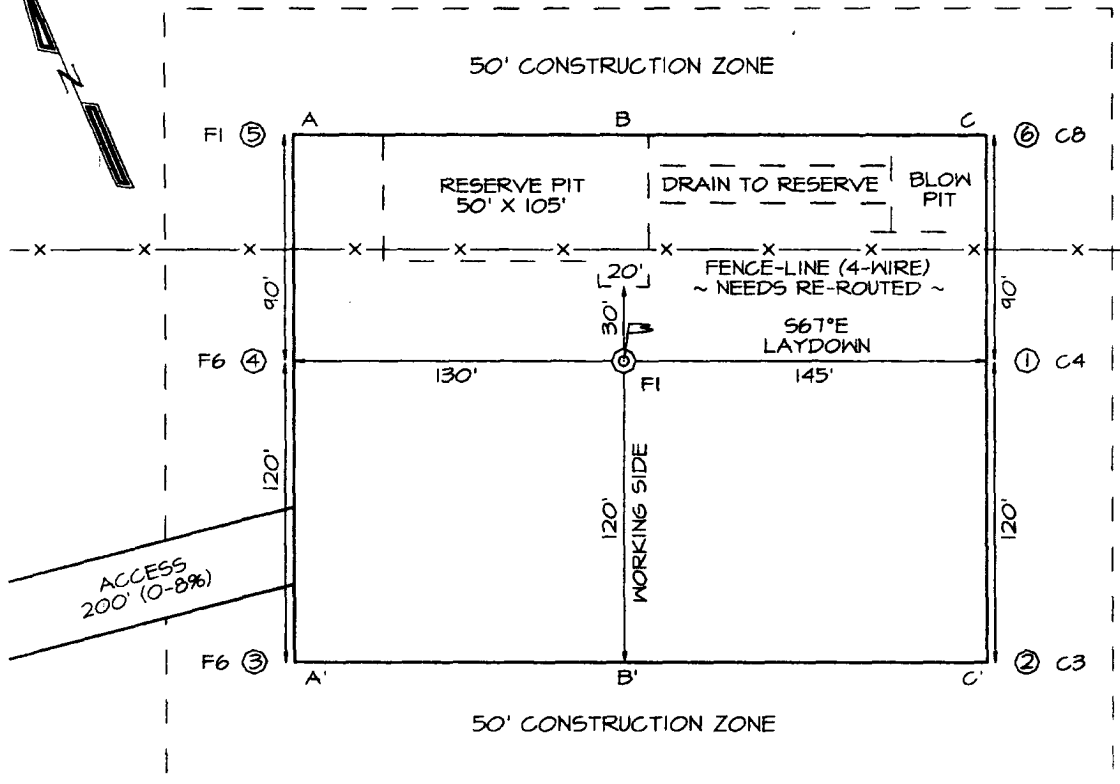 50' CONSTRUCTION ZONE
N
A
B
C
F1 ⑤
⑥ C8
RESERVE PIT
50' X 105'
DRAIN TO RESERVE
BLOW
PIT
X X X X X X X X X X X
20'
FENCE-LINE (4-WIRE)
~ NEEDS RE-ROUTED ~
90'
30'
90'
S67°E
LAYDOWN
F6 ④
① C4
130'
F1
145'
120'
120'
WORKING SIDE
120'
ACCESS
200' (0-8%)
F6 ③
② C3
A'
B'
C'
50' CONSTRUCTION ZONE